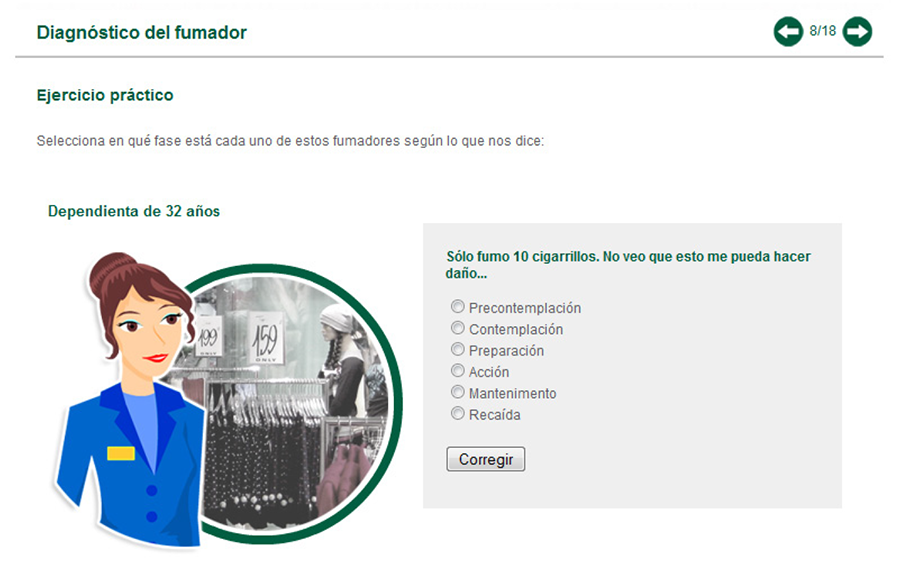 Diagnóstico del fumador
8/18
Ejercicio práctico
Selecciona en qué fase está cada uno de estos fumadores según lo que nos dice:
Dependienta de 32 años
Sólo fumo 10 cigarrillos. No veo que esto me pueda hacer
daño...
Precontemplación
Contemplación
Preparación
Acción
Mantenimento
Recaída
Corregir
199
ONLY
159
ONLY